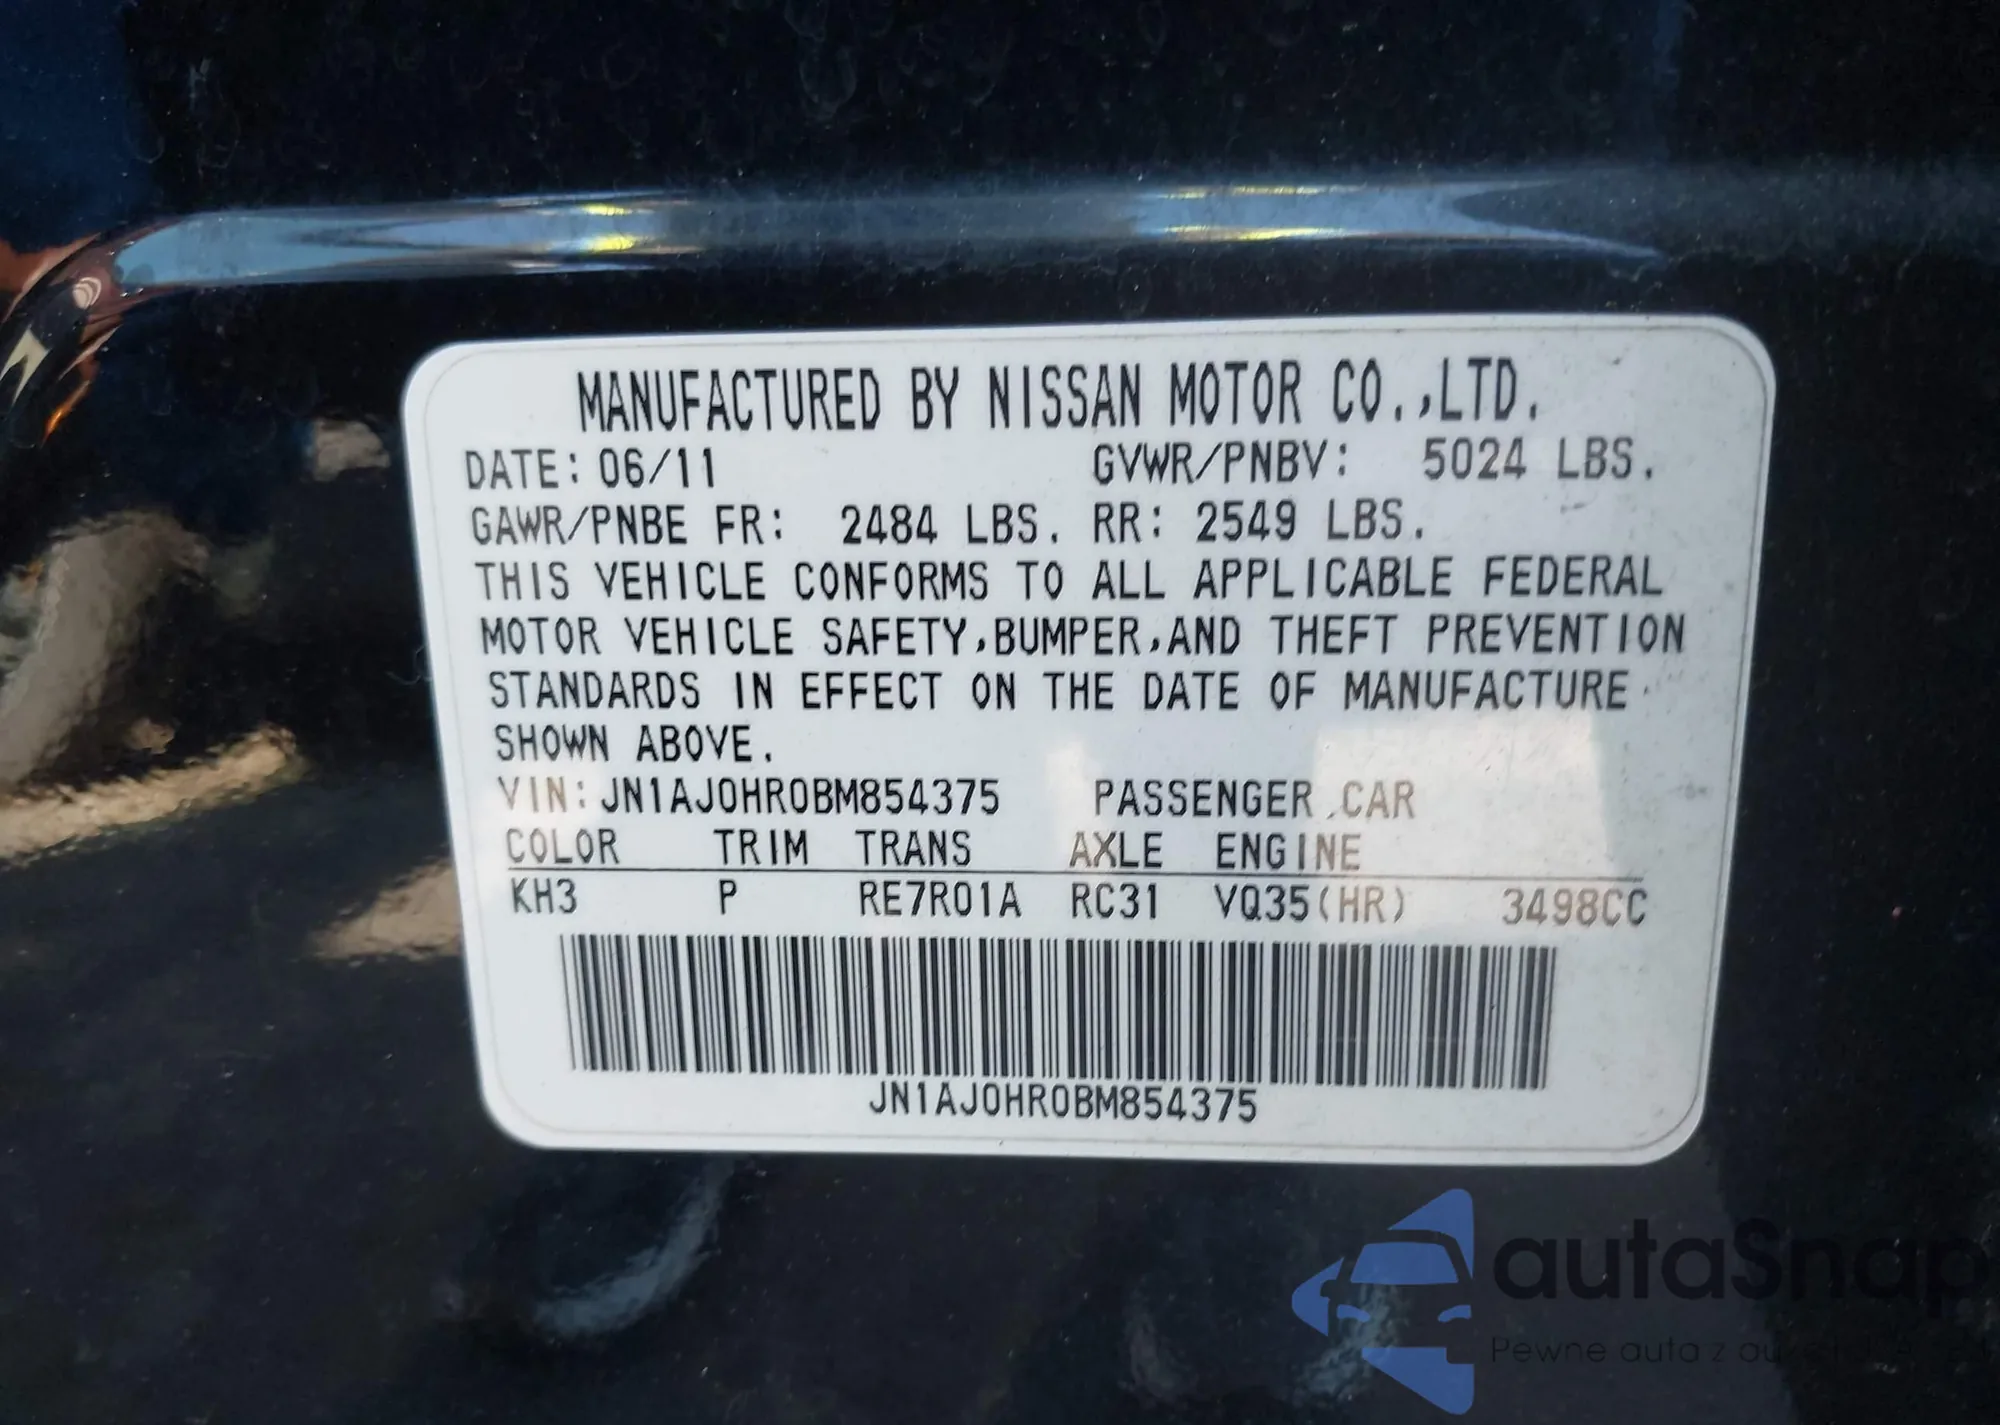 MANUFACTURED BY NISSAN MOTOR CO.,LTD.
DATE: 06/11 GVWR/PNBV: 5024 LBS.
GAWR/PNBE FR: 2484 LBS. RR: 2549 LBS.
THIS VEHICLE CONFORMS TO ALL APPLICABLE FEDERAL
MOTOR VEHICLE SAFETY,BUMPER,AND THEFT PREVENTION
STANDARDS IN EFFECT ON THE DATE OF MANUFACTURE
SHOWN ABOVE.
VIN: JN1AJ0HR0BM854375 PASSENGER CAR
COLOR TRIM TRANS AXLE ENGINE
KH3 P RE7R01A RC31 VQ35(HR) 3498CC
JN1AJ0HR0BM854375
autaSnap
Pewne auta z